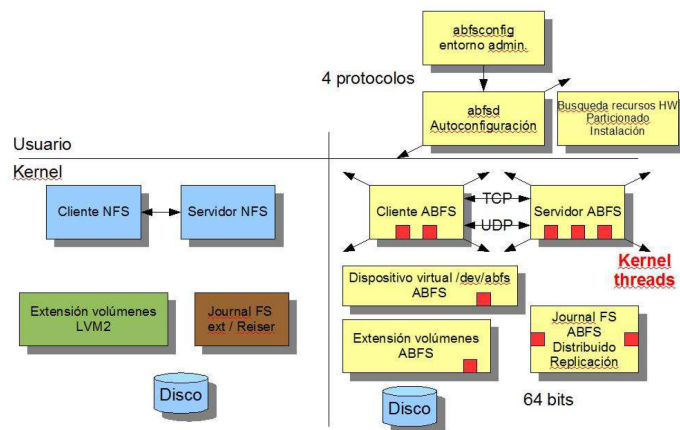 abfsconfig
entorno admin.
4 protocolos
abfsd
Autoconfiguración
Busqueda recursos HW
Particionado
Instalación
Usuario
Kernel
Cliente NFS
Servidor NFS
Cliente ABFS
TCP
UDP
Servidor ABFS
Kernel
threads
Dispositivo virtual /dev/abfs
ABFS
Extensión volúmenes
LVM2
Journal FS
ext / Reiser
Extensión volúmenes
ABFS
Journal FS
ABFS
Distribuido
Replicación
Disco
Disco
64 bits